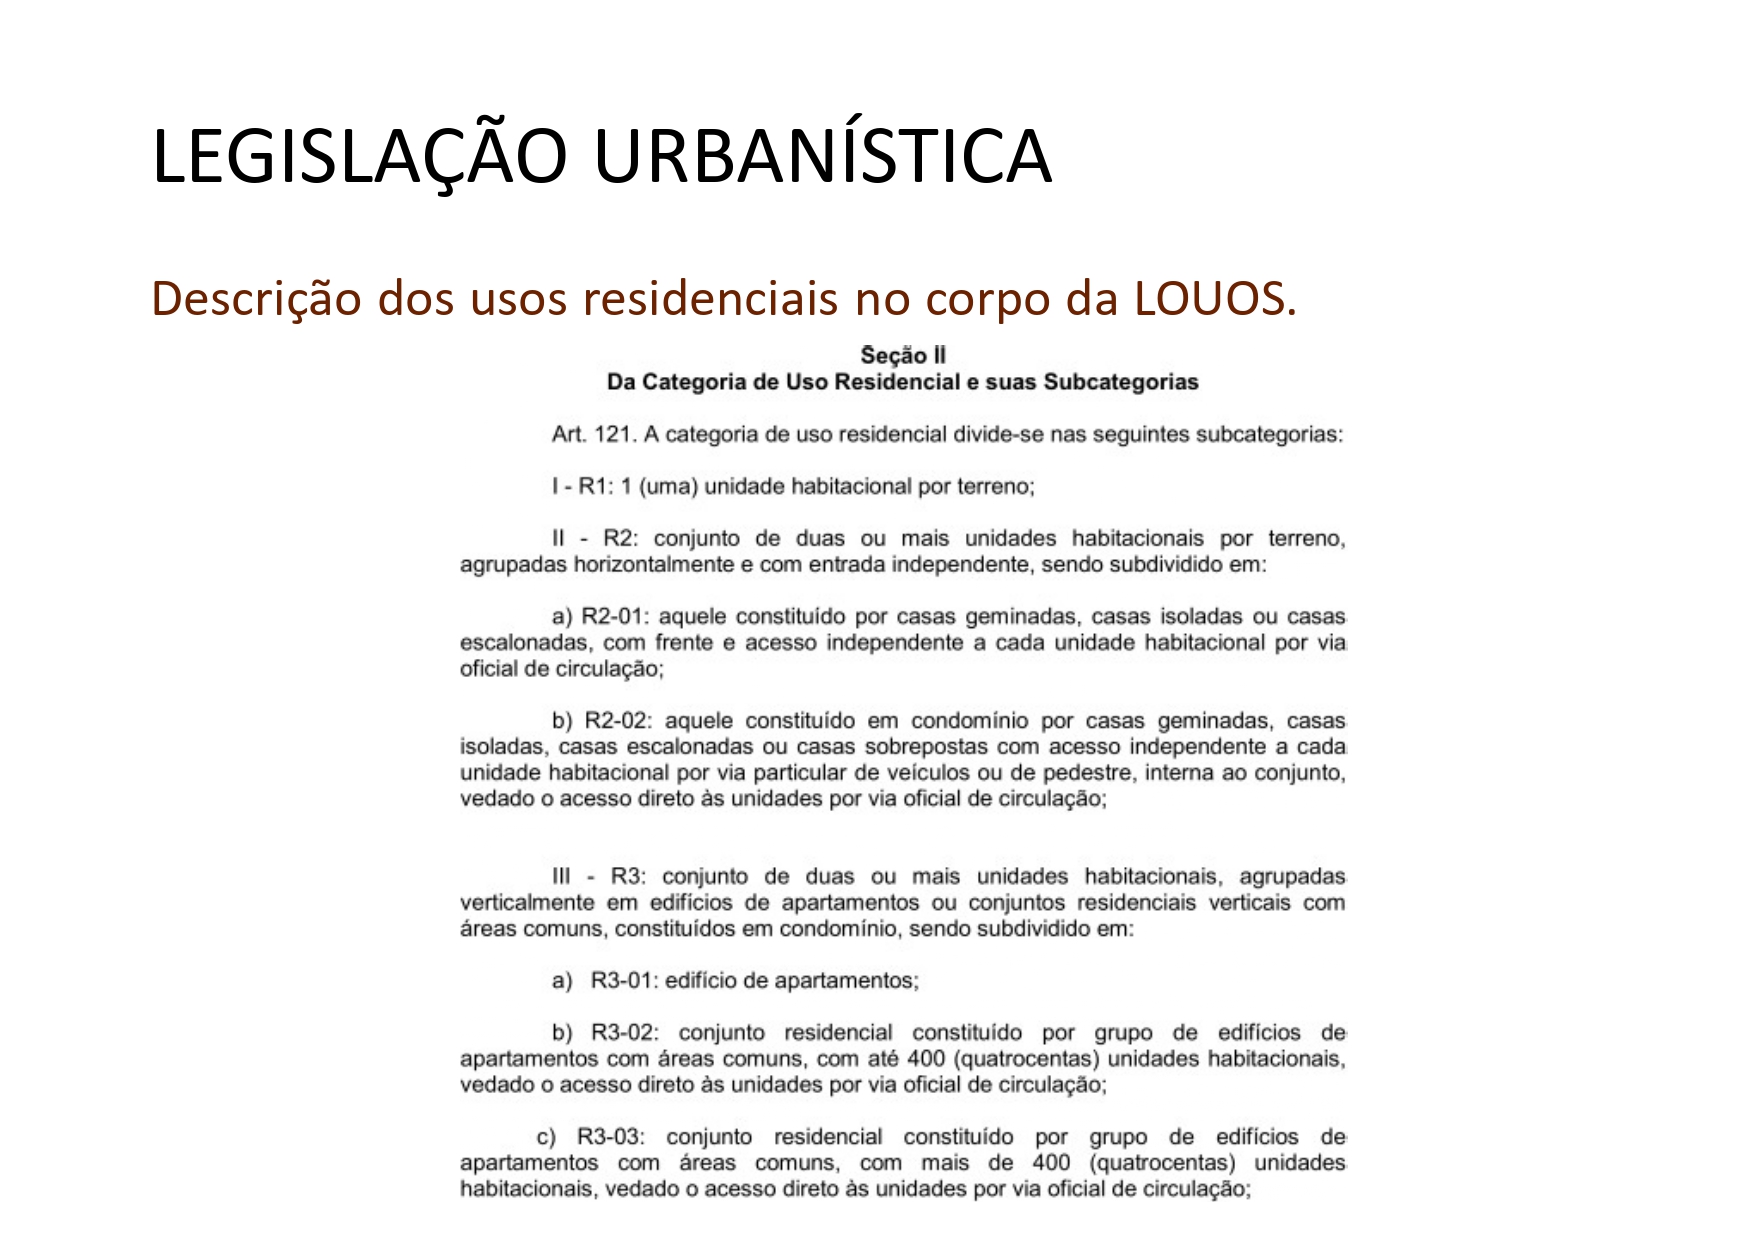 LEGISLAÇÃO URBANÍSTICA
Descrição dos usos residenciais no corpo da LOUOS.
Seção II
Da Categoria de Uso Residencial e suas Subcategorias
Art. 121. A categoria de uso residencial divide-se nas seguintes subcategorias:
I - R1: 1 (uma) unidade habitacional por terreno;
II - R2: conjunto de duas ou mais unidades habitacionais por terreno,
agrupadas horizontalmente e com entrada independente, sendo subdividido em:
a) R2-01: aquele constituído por casas geminadas, casas isoladas ou casas
escalonadas, com frente e acesso independente a cada unidade habitacional por via
oficial de circulação;
b) R2-02: aquele constituído em condomínio por casas geminadas, casas
isoladas, casas escalonadas ou casas sobrepostas com acesso independente a cada
unidade habitacional por via particular de veículos ou de pedestre, interna ao conjunto,
vedado o acesso direto às unidades por via oficial de circulação;
III - R3: conjunto de duas ou mais unidades habitacionais, agrupadas
verticalmente em edifícios de apartamentos ou conjuntos residenciais verticais com
áreas comuns, constituídos em condomínio, sendo subdividido em:
a) R3-01: edifício de apartamentos;
b) R3-02: conjunto residencial constituído por grupo de edifícios de
apartamentos com áreas comuns, com até 400 (quatrocentas) unidades habitacionais,
vedado o acesso direto às unidades por via oficial de circulação;
c) R3-03: conjunto residencial constituído por grupo de edifícios de
apartamentos com áreas comuns, com mais de 400 (quatrocentas) unidades
habitacionais, vedado o acesso direto às unidades por via oficial de circulação;